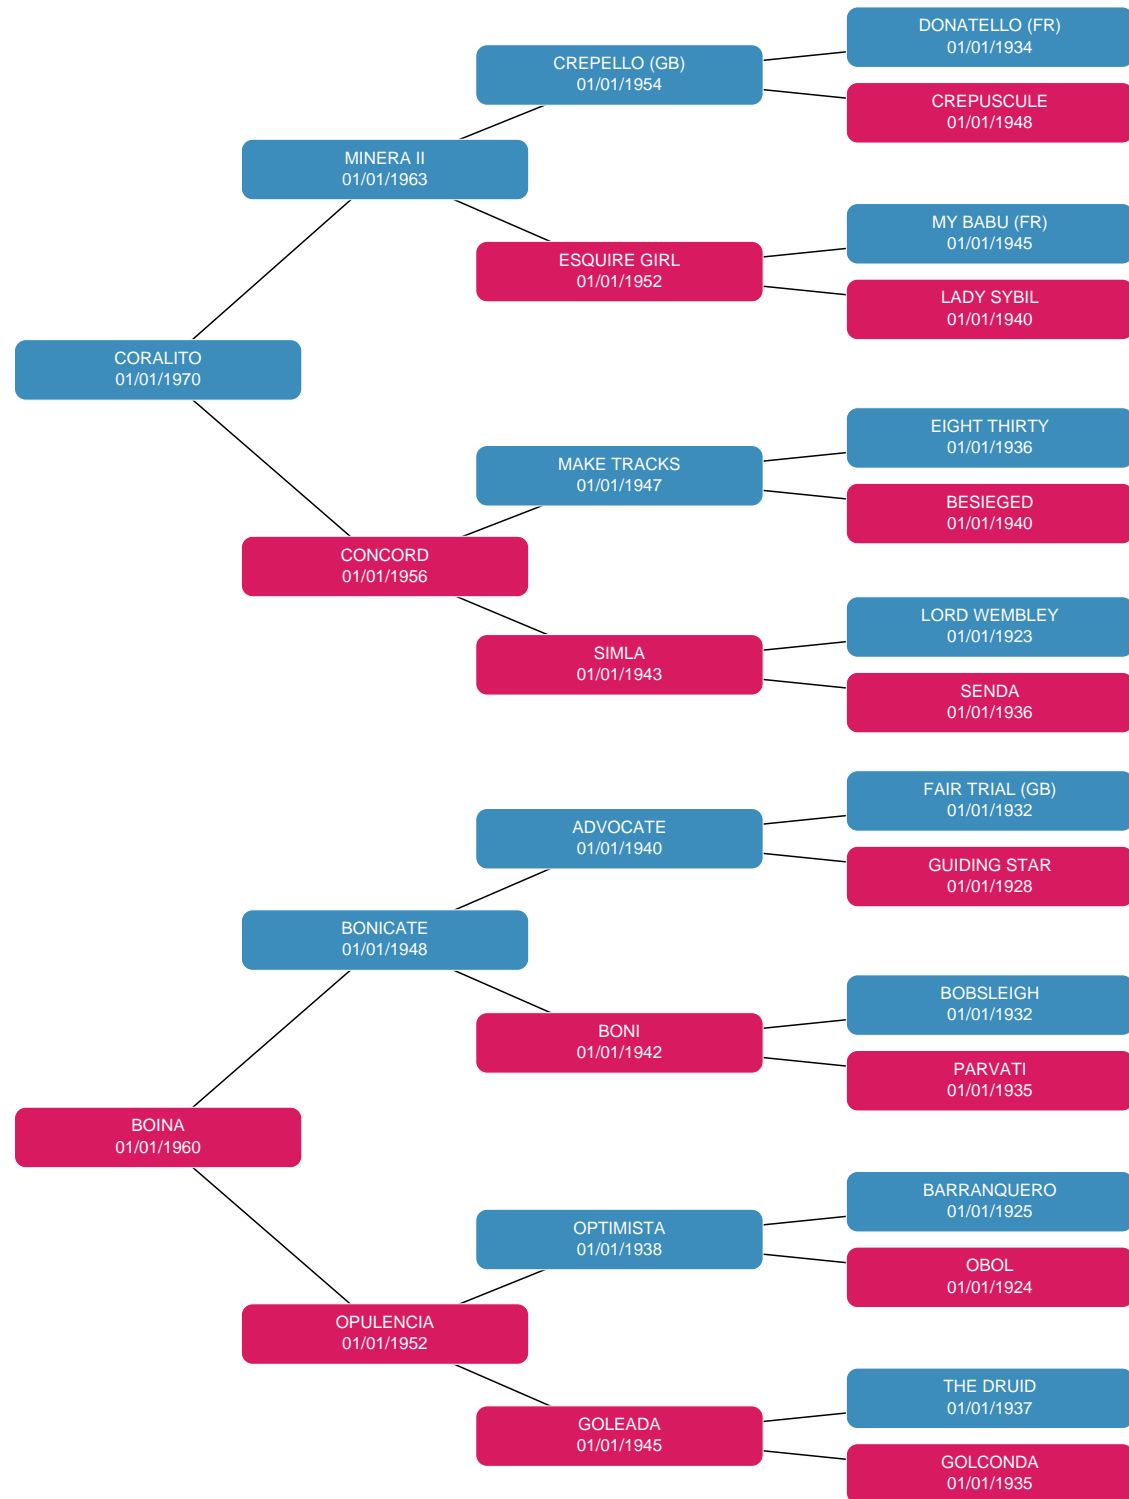 DONATELLO (FR)
01/01/1934
CREPELLO (GB)
01/01/1954
CREPUSCULE
01/01/1948
MINERA II
01/01/1963
MY BABU (FR)
01/01/1945
ESQUIRE GIRL
01/01/1952
LADY SYBIL
01/01/1940
CORALITO
01/01/1970
EIGHT THIRTY
01/01/1936
MAKE TRACKS
01/01/1947
BESIEGED
01/01/1940
CONCORD
01/01/1956
LORD WEMBLEY
01/01/1923
SIMLA
01/01/1943
SENDA
01/01/1936
FAIR TRIAL (GB)
01/01/1932
ADVOCATE
01/01/1940
GUIDING STAR
01/01/1928
BONICATE
01/01/1948
BOBSLEIGH
01/01/1932
BONI
01/01/1942
PARVATI
01/01/1935
BOINA
01/01/1960
BARRANQUERO
01/01/1925
OPTIMISTA
01/01/1938
OBOL
01/01/1924
OPULENCIA
01/01/1952
THE DRUID
01/01/1937
GOLEADA
01/01/1945
GOLCONDA
01/01/1935